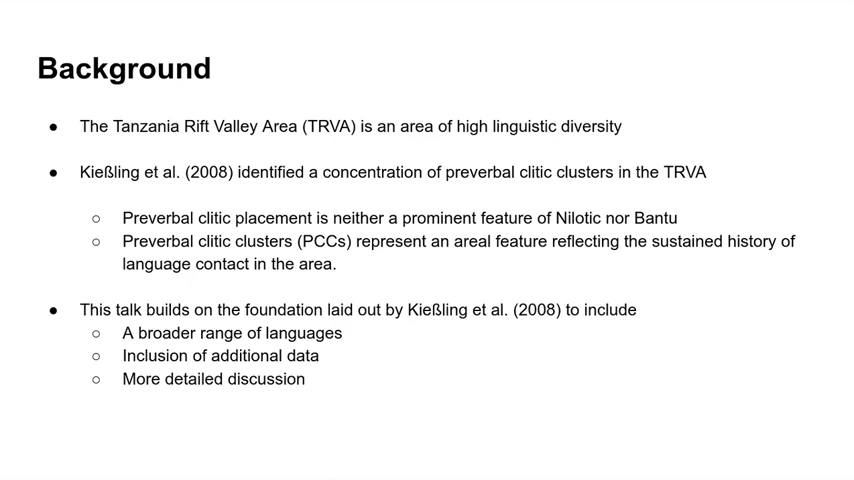 Background
● The Tanzania Rift Valley Area (TRVA) is an area of high linguistic diversity
● Kießling et al. (2008) identified a concentration of preverbal clitic clusters in the TRVA
○ Preverbal clitic placement is neither a prominent feature of Nilotic nor Bantu
○ Preverbal clitic clusters (PCCs) represent an areal feature reflecting the sustained history of
language contact in the area.
● This talk builds on the foundation laid out by Kießling et al. (2008) to include
○ A broader range of languages
○ Inclusion of additional data
○ More detailed discussion